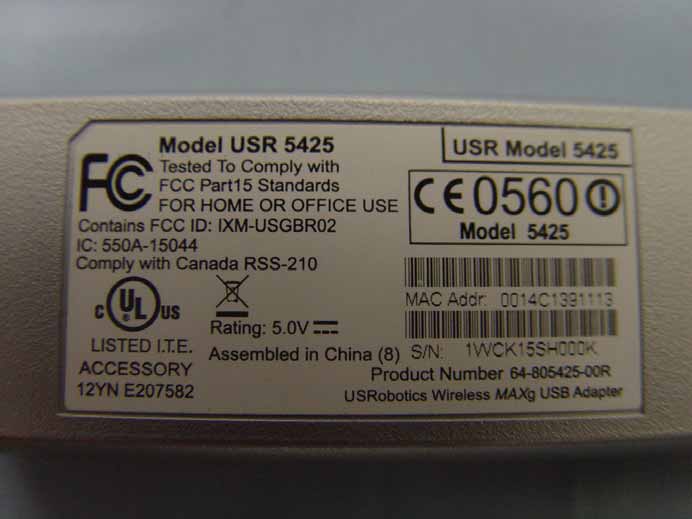 Model USR 5425
USR Model 5425
FC
Tested To Comply with
FCC Part15 Standards
FOR HOME OR OFFICE USE
Contains FCC ID: IXM-USGBR02
IC: 550A-15044
Comply with Canada RSS-210
CE0560
Model 5425
C UL US
LISTED I.T.E.
ACCESSORY
12YN E207582
Rating: 5.0V
Assembled in China (8)
MAC Addr: 0014C1391113
S/N: 1WCK15SH000K
Product Number 64-805425-00R
USRobotics Wireless MAXg USB Adapter